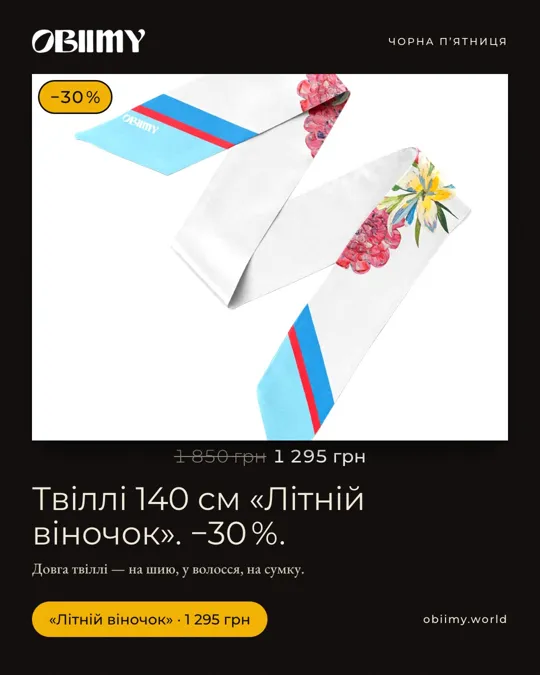 OBIIMY
ЧОРНА П'ЯТНИЦЯ
−30%
OBIIMY
1 850 грн 1 295 грн
Твіллі 140 см «Літній
віночок». −30%.
Довга твіллі — на шию, у волосся, на сумку.
«Літній віночок» · 1 295 грн
obiimy.world